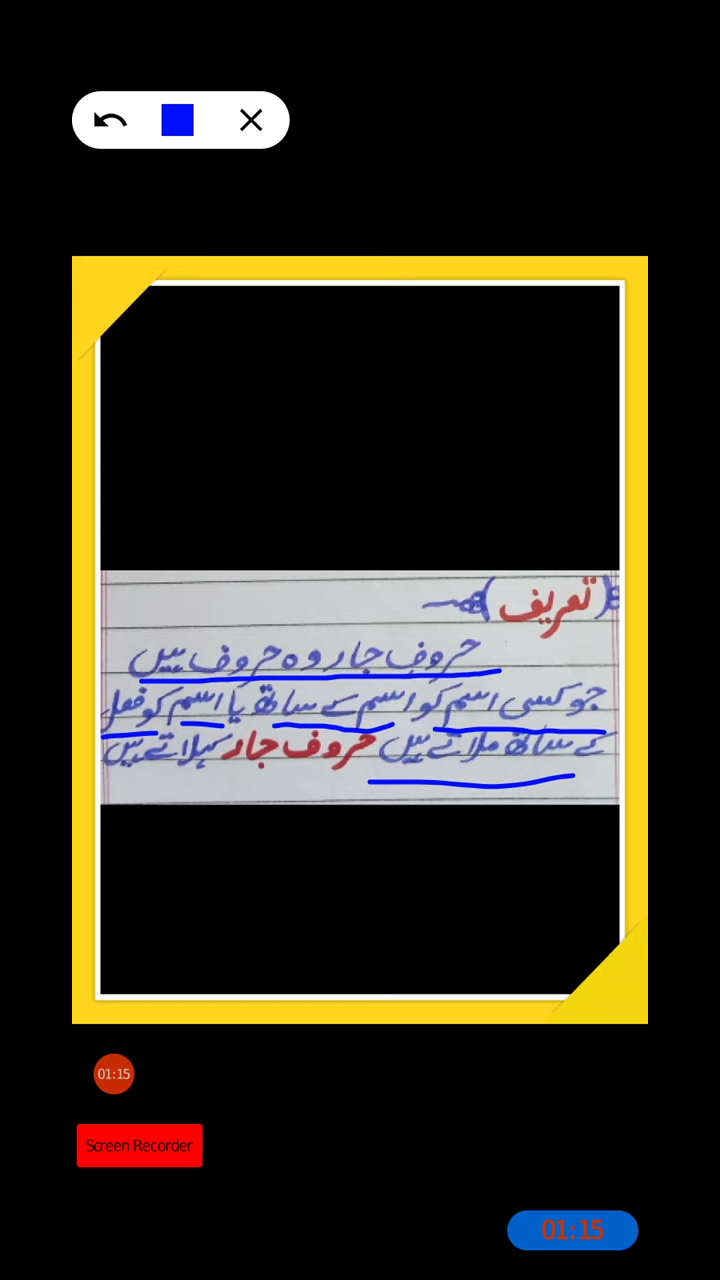 (تعریف)
حروف جار وہ حروف ہیں
جو کسی اسم کو اسم کے ساتھ یا اسم کو فعل
کے ساتھ ملاتے ہیں حروف جار کہلاتے ہیں
01:15
Screen Recorder
01:15